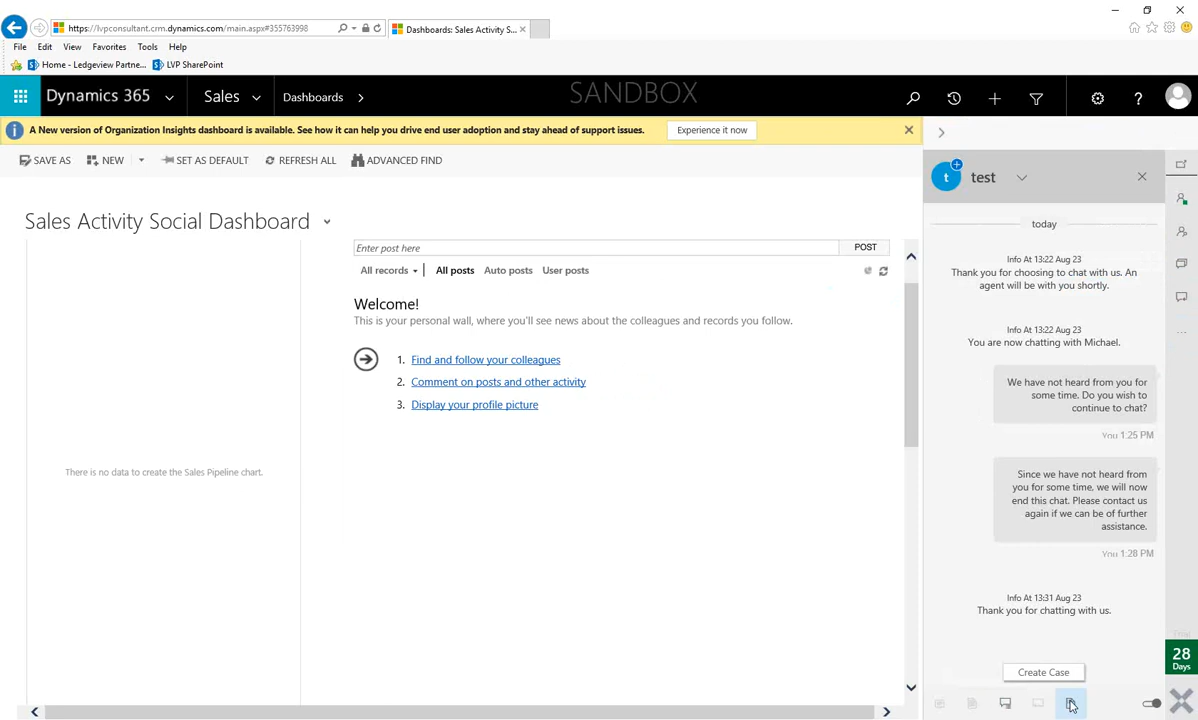 https://lvpconsultant.crm.dynamics.com/main.aspx#355763998
Dashboards: Sales Activity S...
File Edit View Favorites Tools Help
Home - Ledgeview Partne... LVP SharePoint
Dynamics 365 Sales Dashboards SANDBOX
A New version of Organization Insights dashboard is available. See how it can help you drive end user adoption and stay ahead of support issues. Experience it now
SAVE AS NEW SET AS DEFAULT REFRESH ALL ADVANCED FIND
t test
Sales Activity Social Dashboard
Enter post here POST
All records All posts Auto posts User posts
Welcome!
This is your personal wall, where you'll see news about the colleagues and records you follow.
1. Find and follow your colleagues
2. Comment on posts and other activity
3. Display your profile picture
There is no data to create the Sales Pipeline chart.
today
Info At 13:22 Aug 23
Thank you for choosing to chat with us. An
agent will be with you shortly.
Info At 13:22 Aug 23
You are now chatting with Michael.
We have not heard from you for
some time. Do you wish to
continue to chat?
You 1:25 PM
Since we have not heard from
you for some time, we will now
end this chat. Please contact us
again if we can be of further
assistance.
You 1:28 PM
Info At 13:31 Aug 23
Thank you for chatting with us.
28
Days
Create Case